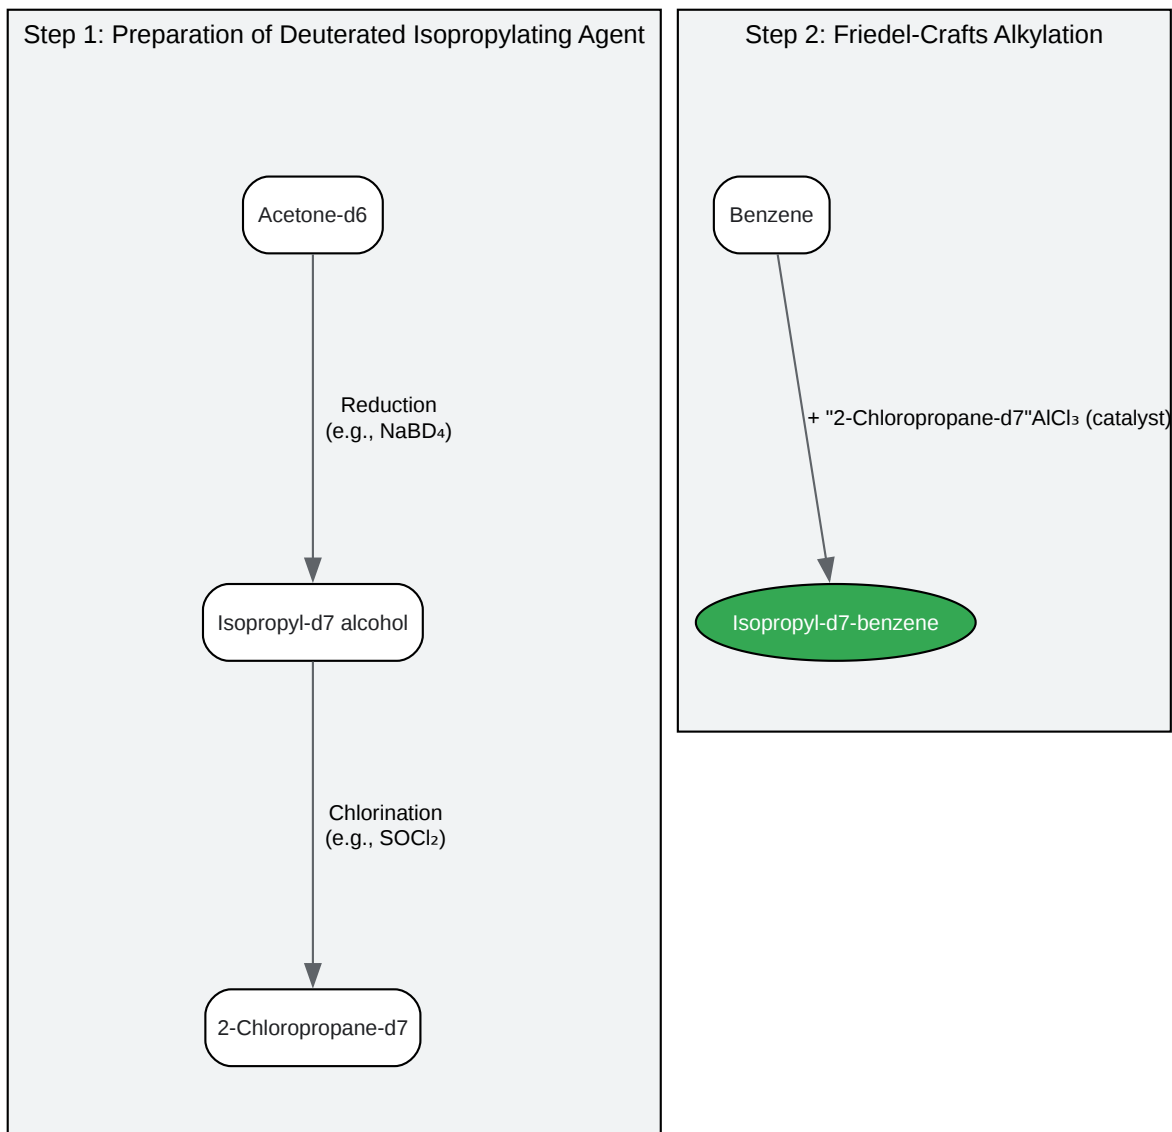 Step 1: Preparation of Deuterated Isopropylating Agent
Acetone-d6
Reduction
(e.g., NaBD₄)
Isopropyl-d7 alcohol
Chlorination
(e.g., SOCl₂)
2-Chloropropane-d7
Step 2: Friedel-Crafts Alkylation
Benzene
+ "2-Chloropropane-d7"AlCl₃ (catalyst)
Isopropyl-d7-benzene